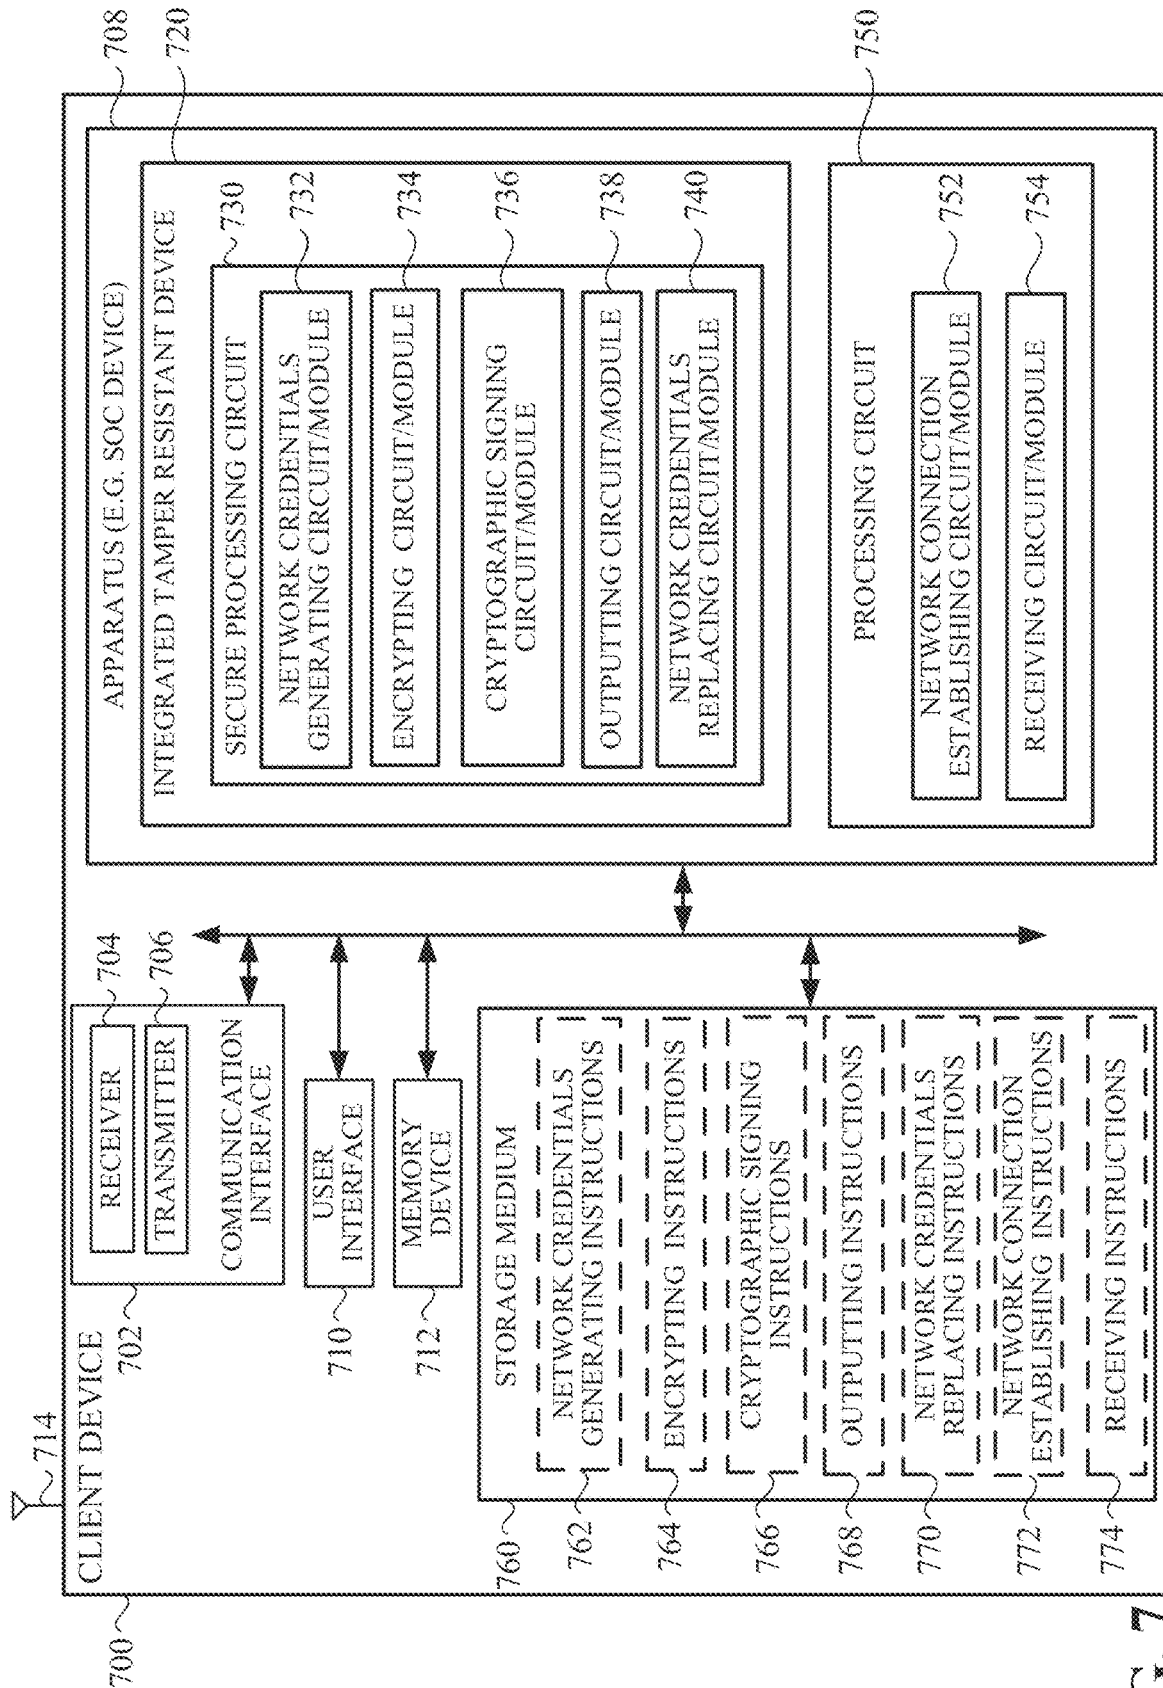 700
CLIENT DEVICE
714
702
RECEIVER
704
TRANSMITTER
706
COMMUNICATION
INTERFACE
710
USER
INTERFACE
712
MEMORY
DEVICE
760
STORAGE MEDIUM
762
NETWORK CREDENTIALS
GENERATING INSTRUCTIONS
764
ENCRYPTING INSTRUCTIONS
766
CRYPTOGRAPHIC SIGNING
INSTRUCTIONS
768
OUTPUTTING INSTRUCTIONS
770
NETWORK CREDENTIALS
REPLACING INSTRUCTIONS
772
NETWORK CONNECTION
ESTABLISHING INSTRUCTIONS
774
RECEIVING INSTRUCTIONS
APPARATUS (E.G. SOC DEVICE)
708
INTEGRATED TAMPER RESISTANT DEVICE
720
SECURE PROCESSING CIRCUIT
730
NETWORK CREDENTIALS
GENERATING CIRCUIT/MODULE
732
ENCRYPTING CIRCUIT/MODULE
734
CRYPTOGRAPHIC SIGNING
CIRCUIT/MODULE
736
OUTPUTTING CIRCUIT/MODULE
738
NETWORK CREDENTIALS
REPLACING CIRCUIT/MODULE
740
PROCESSING CIRCUIT
750
NETWORK CONNECTION
ESTABLISHING CIRCUIT/MODULE
752
RECEIVING CIRCUIT/MODULE
754